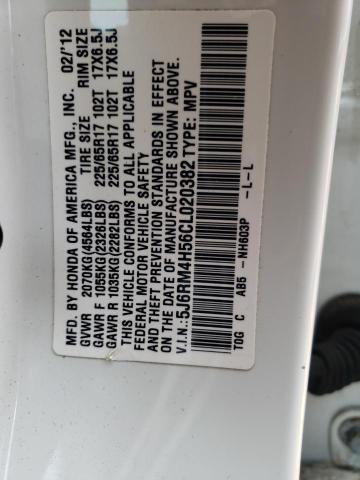 MFD. BY HONDA OF AMERICA MFG., INC. 02/'12
GVWR 2070KG(4564LBS) TIRE SIZE RIM SIZE
GAWR F 1055KG(2326LBS) 225/65R17 102T 17X6.5J
GAWR R 1035KG(2282LBS) 225/65R17 102T 17X6.5J
THIS VEHICLE CONFORMS TO ALL APPLICABLE
FEDERAL MOTOR VEHICLE SAFETY
AND THEFT PREVENTION STANDARDS IN EFFECT
ON THE DATE OF MANUFACTURE SHOWN ABOVE.
V.I.N.: 5J6RM4H56CL020382 TYPE: MPV
T0G C AB5 -NH603P -L-L